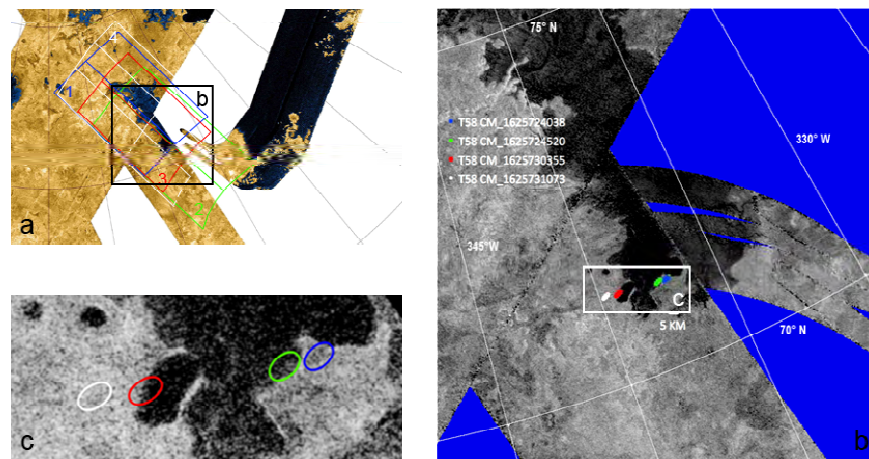 4
1
b
3
2
a
75° N
T58 CM_1625724038
T58 CM_1625724520
T58 CM_1625730355
T58 CM_1625731073
330° W
345°W
C
5 KM
70° N
b
c